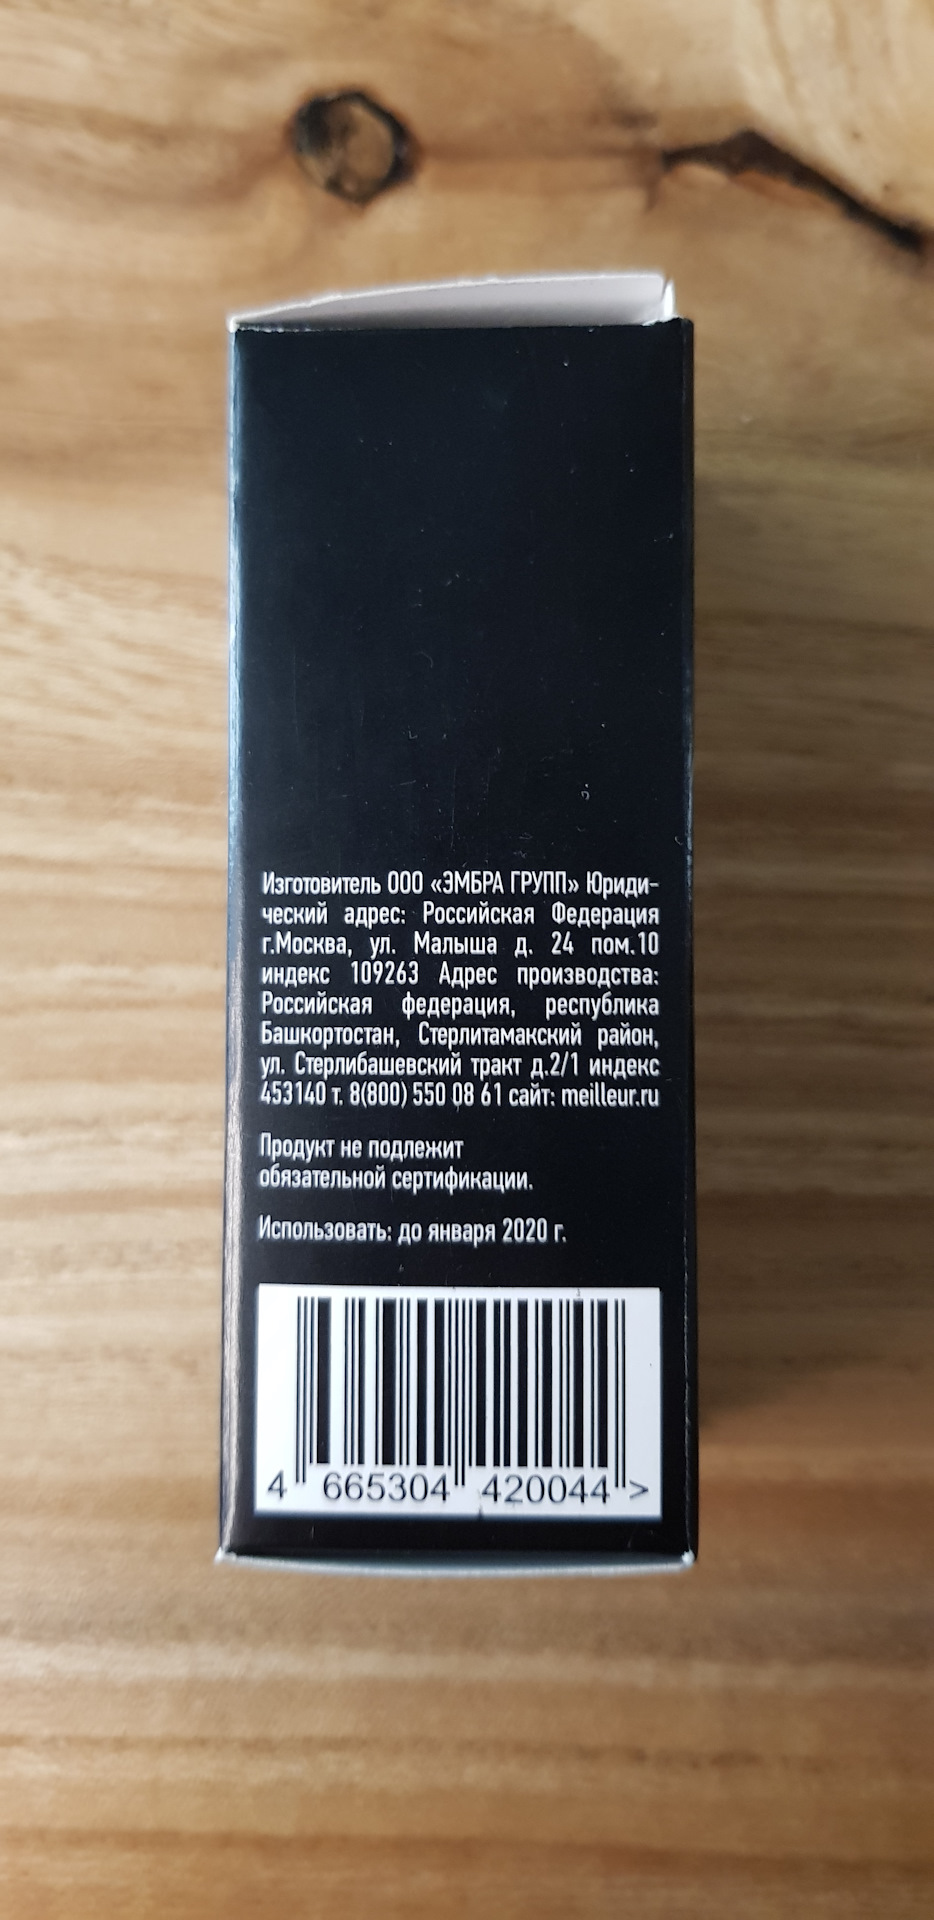 Изготовитель ООО «ЭМБРА ГРУПП» Юриди-
ческий адрес: Российская Федерация
г.Москва, ул. Малыша д. 24 пом.10
индекс 109263 Адрес производства:
Российская федерация, республика
Башкортостан, Стерлитамакский район,
ул. Стерлибашевский тракт д.2/1 индекс
453140 т. 8(800) 550 08 61 сайт: meilleur.ru
Продукт не подлежит
обязательной сертификации.
Использовать: до января 2020 г.
4 665304 420044 >